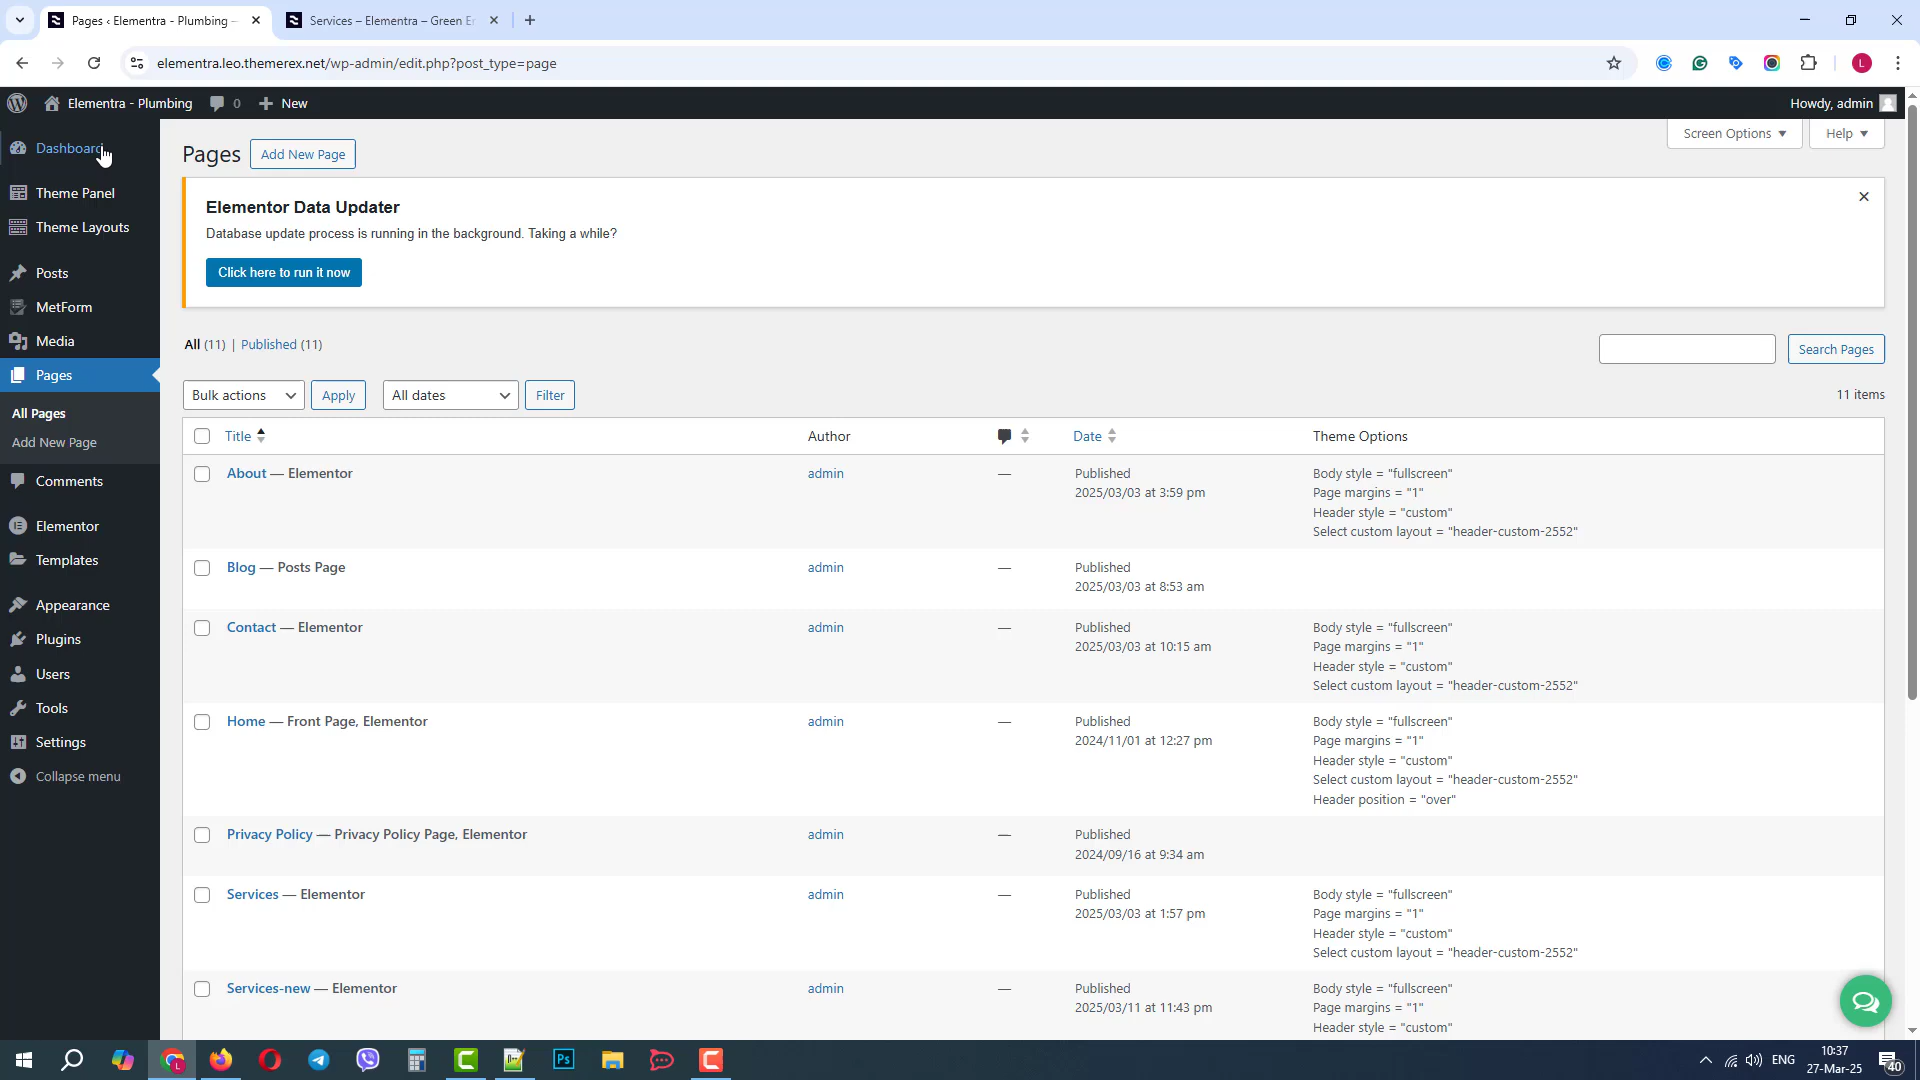 Pages ‹ Elementra - Plumbing —
Services – Elementra – Green En
elementra.leo.themerex.net/wp-admin/edit.php?post_type=page
L
Elementra - Plumbing
0
New
Howdy, admin
Dashboard
Theme Panel
Theme Layouts
Posts
MetForm
Media
Pages
All Pages
Add New Page
Comments
Elementor
Templates
Appearance
Plugins
Users
Tools
Settings
Collapse menu
Screen Options
Help
Pages
Add New Page
Elementor Data Updater
Database update process is running in the background. Taking a while?
Click here to run it now
All (11) | Published (11)
Search Pages
Bulk actions
Apply
All dates
Filter
11 items
Title
Author
Date
Theme Options
About — Elementor
admin
—
Published
2025/03/03 at 3:59 pm
Body style = "fullscreen"
Page margins = "1"
Header style = "custom"
Select custom layout = "header-custom-2552"
Blog — Posts Page
admin
—
Published
2025/03/03 at 8:53 am
Contact — Elementor
admin
—
Published
2025/03/03 at 10:15 am
Body style = "fullscreen"
Page margins = "1"
Header style = "custom"
Select custom layout = "header-custom-2552"
Home — Front Page, Elementor
admin
—
Published
2024/11/01 at 12:27 pm
Body style = "fullscreen"
Page margins = "1"
Header style = "custom"
Select custom layout = "header-custom-2552"
Header position = "over"
Privacy Policy — Privacy Policy Page, Elementor
admin
—
Published
2024/09/16 at 9:34 am
Services — Elementor
admin
—
Published
2025/03/03 at 1:57 pm
Body style = "fullscreen"
Page margins = "1"
Header style = "custom"
Select custom layout = "header-custom-2552"
Services-new — Elementor
admin
—
Published
2025/03/11 at 11:43 pm
Body style = "fullscreen"
Page margins = "1"
Header style = "custom"
L
Ps
ENG
10:37
27-Mar-25
40